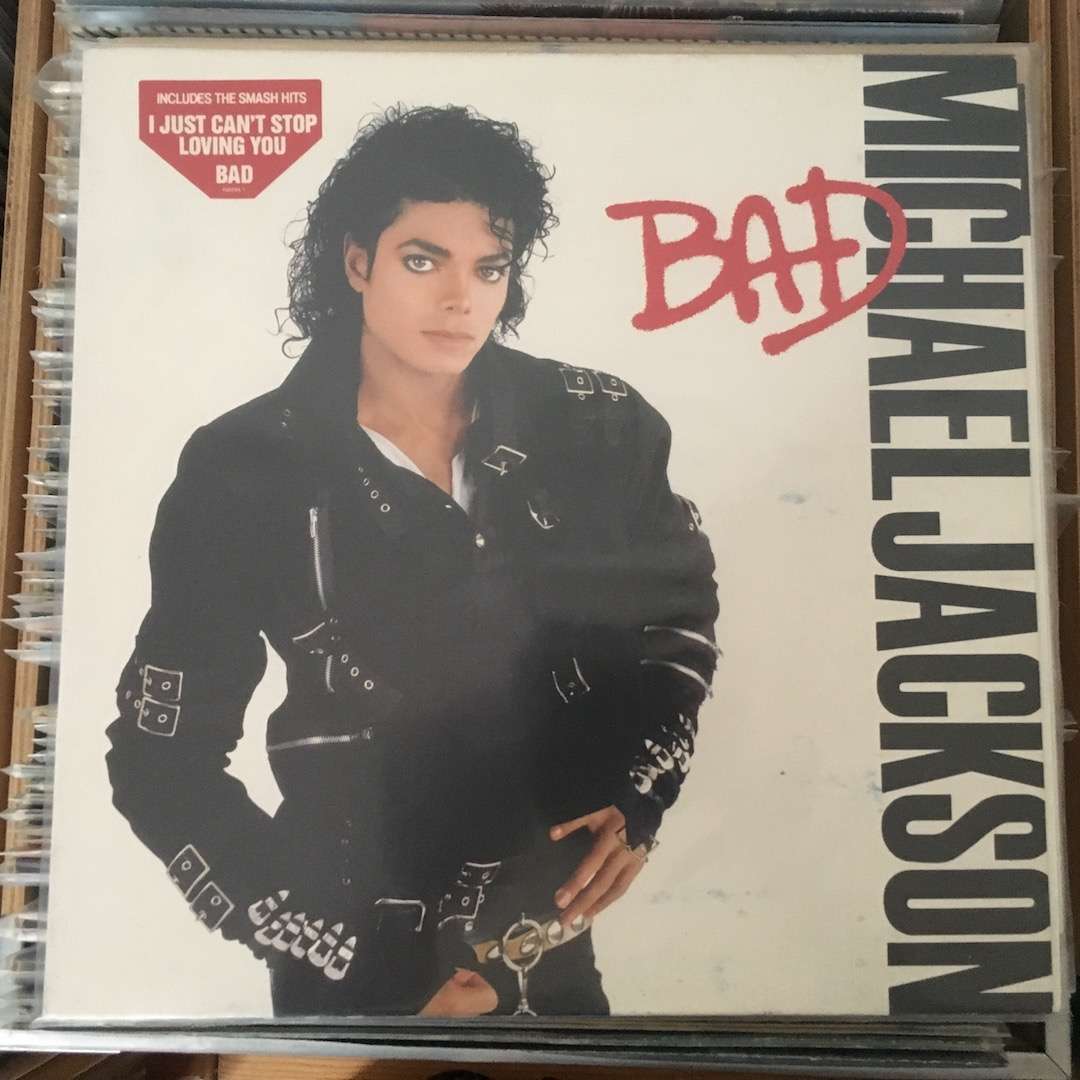 INCLUDES THE SMASH HITS
I JUST CAN'T STOP
LOVING YOU
BAD
BAD
MICHAEL JACKSON